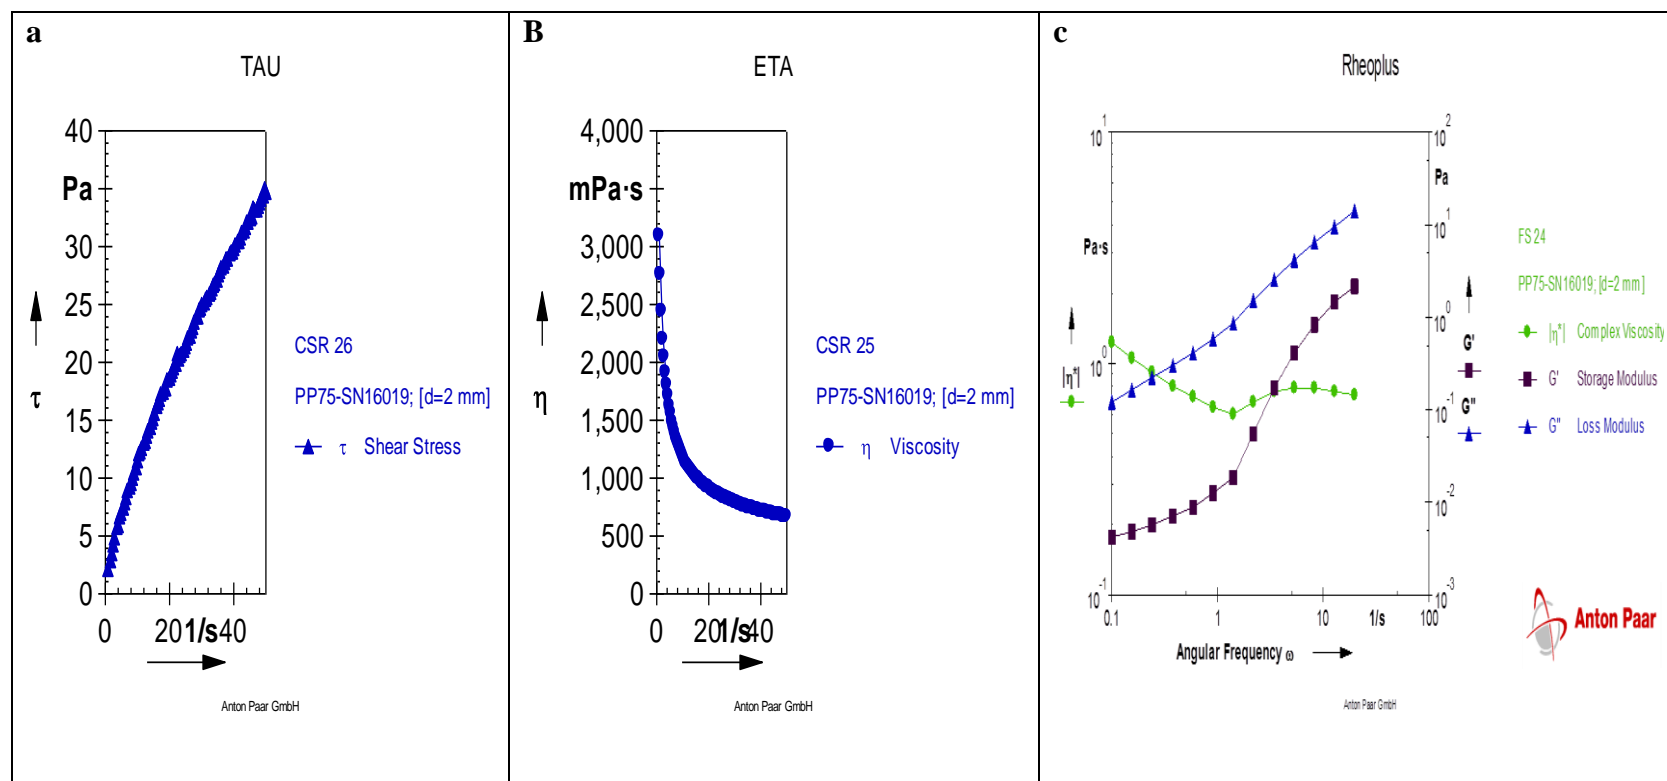 a
TAU
40
Pa
30
25
20
15
10
5
0
τ
0 20 1/s 40
CSR 26
PP75-SN16019; [d=2 mm]
τ Shear Stress
Anton Paar GmbH
B
ETA
4,000
mPa·s
3,000
2,500
2,000
1,500
1,000
500
0
η
0 20 1/s 40
CSR 25
PP75-SN16019; [d=2 mm]
η Viscosity
Anton Paar GmbH
c
Rheoplus
10^1
Pa·s
10^0
|η*|
10^-1
10^2
Pa
10^1
10^0
10^-1
10^-2
10^-3
G'
G''
0.1 1 10 1/s 100
Angular Frequency ω
FS 24
PP75-SN16019; [d=2 mm]
|η*| Complex Viscosity
G' Storage Modulus
G'' Loss Modulus
Anton Paar
Anton Paar GmbH